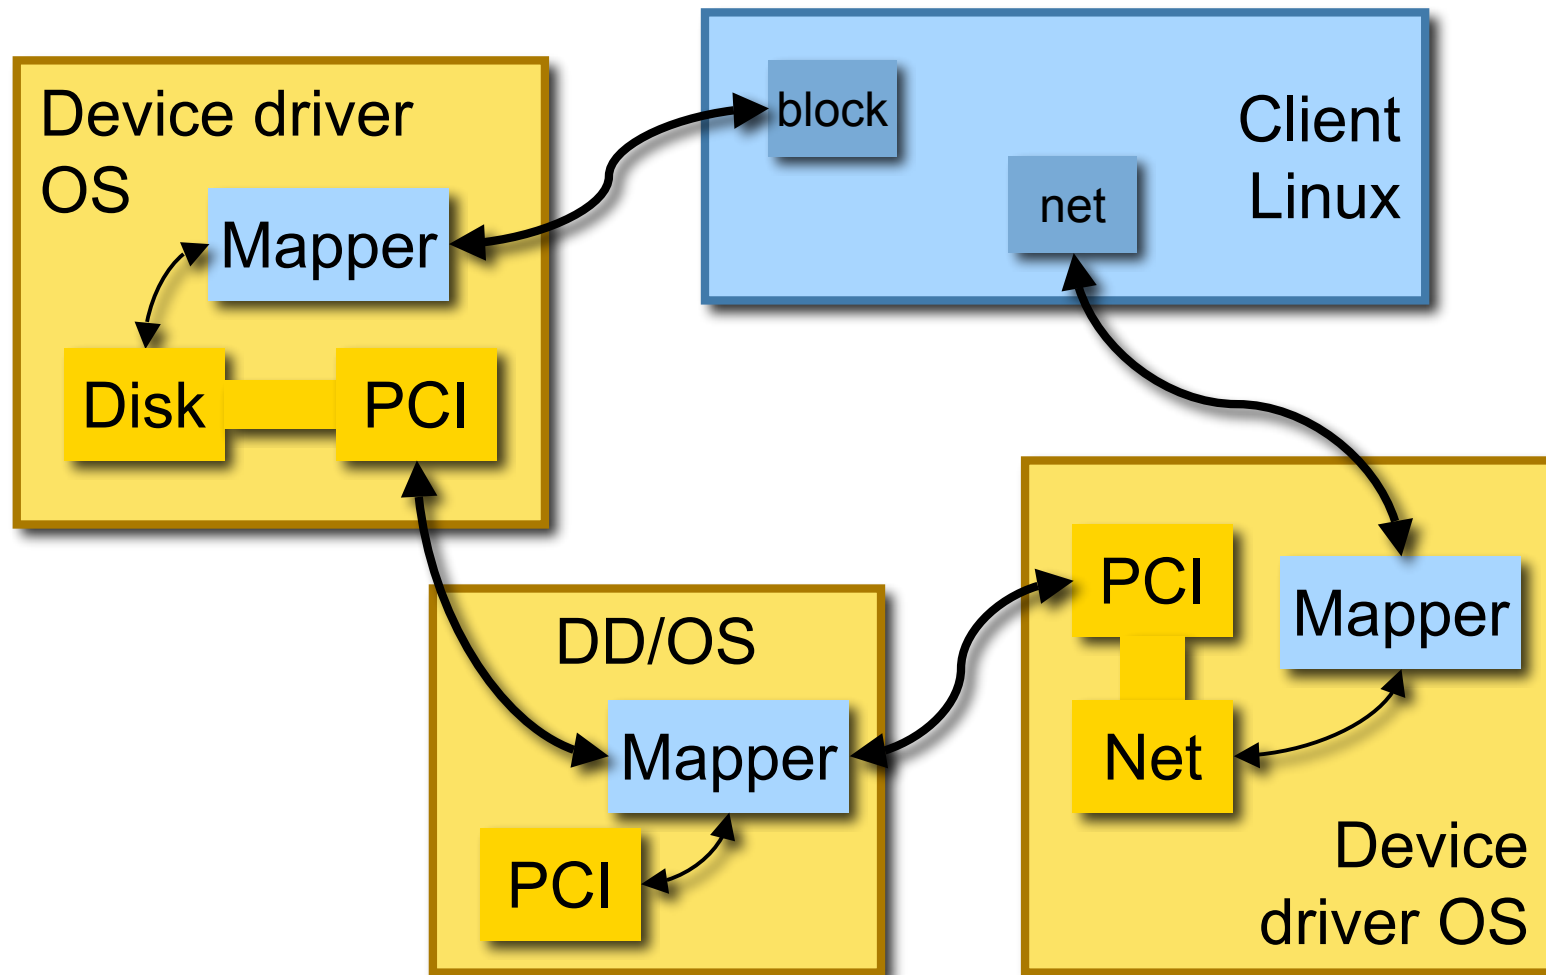 Device driver
OS
Mapper
Disk
PCI
block
net
Client
Linux
DD/OS
Mapper
PCI
PCI
Mapper
Net
Device
driver OS